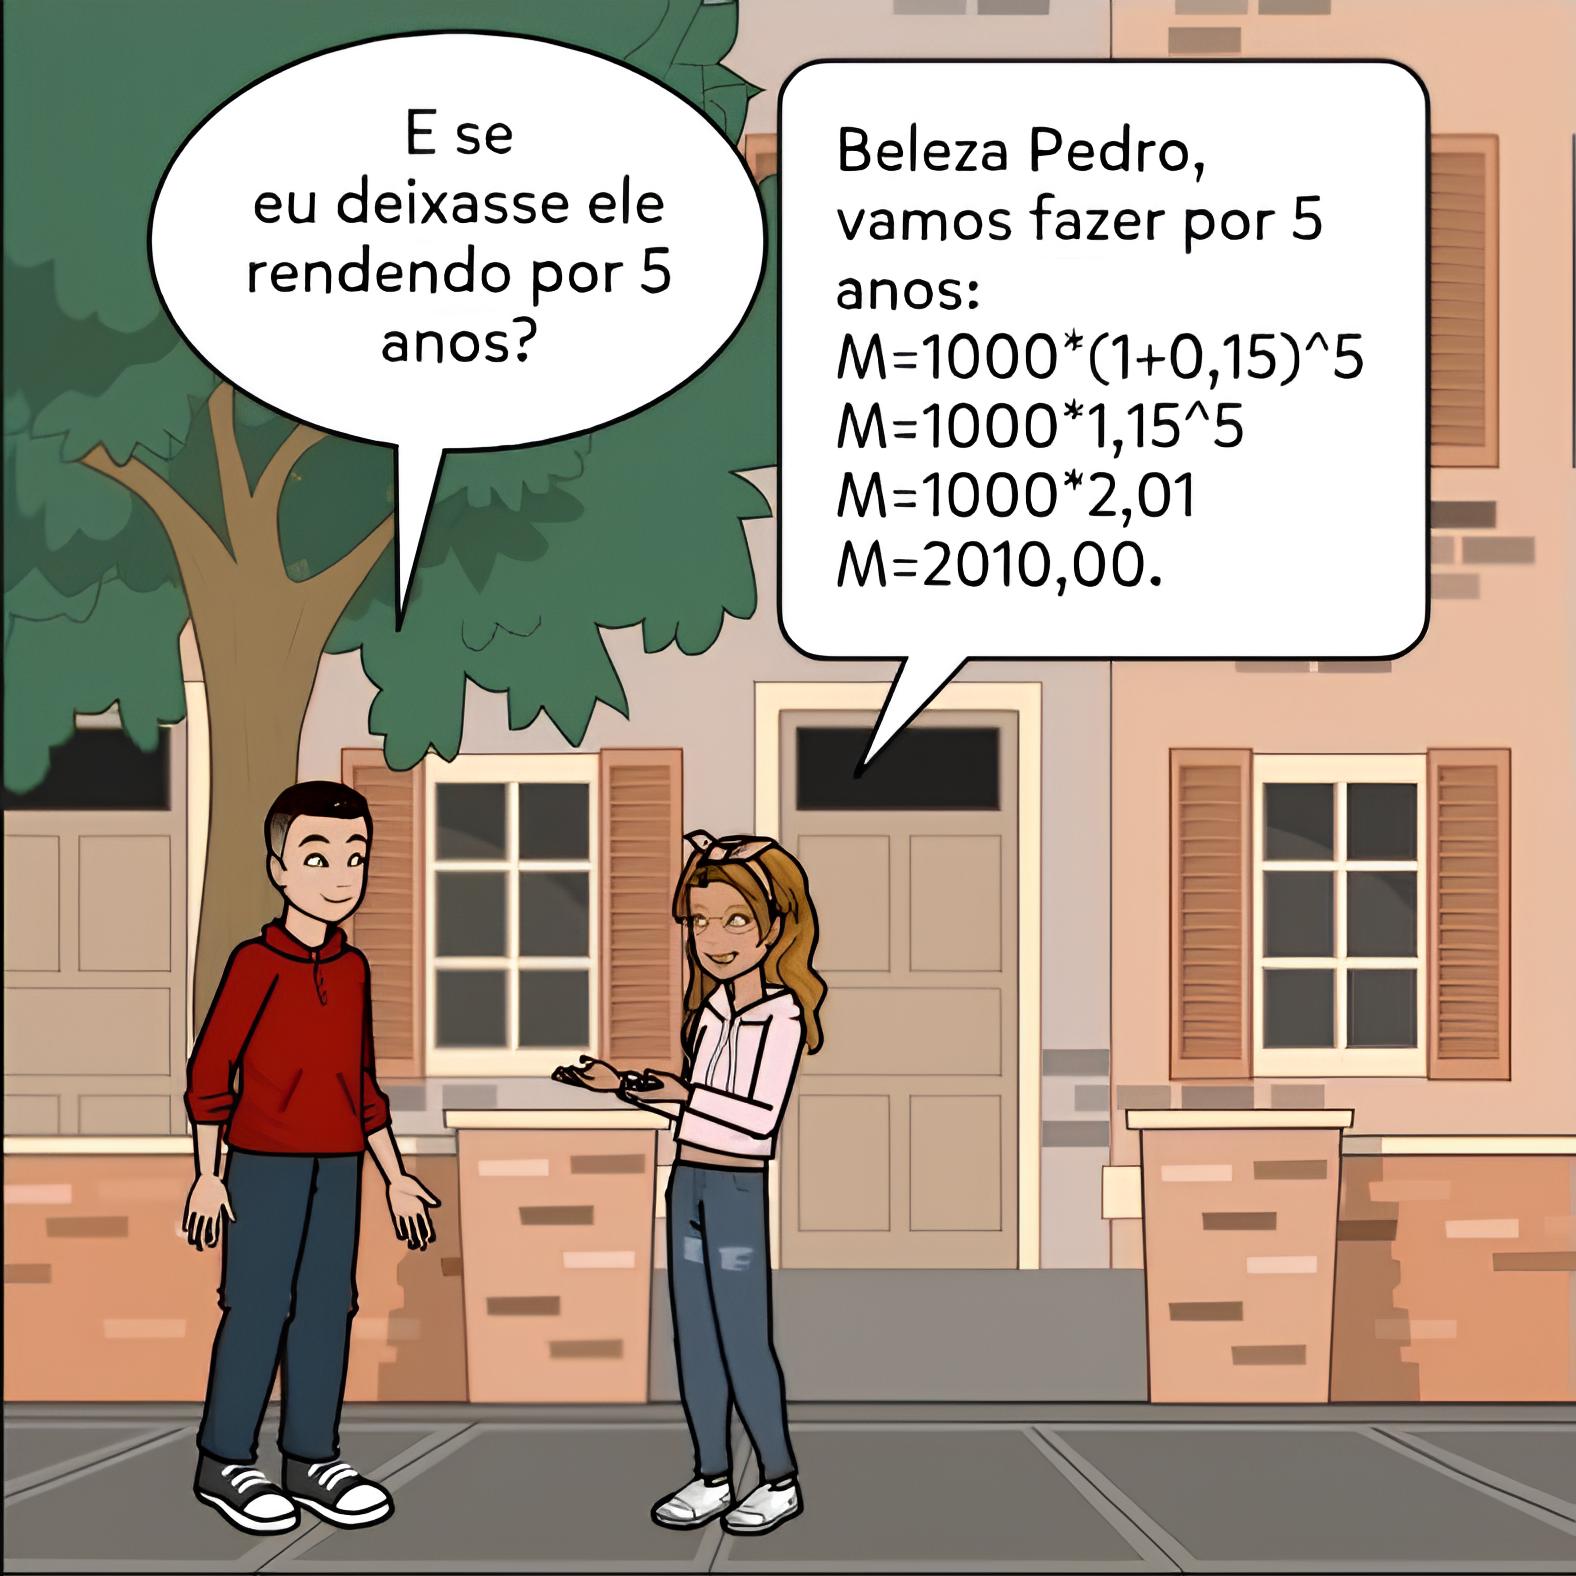 E se
eu deixasse ele
rendendo por 5
anos?
Beleza Pedro,
vamos fazer por 5
anos:
M=1000*(1+0,15)^5
M=1000*1,15^5
M=1000*2,01
M=2010,00.